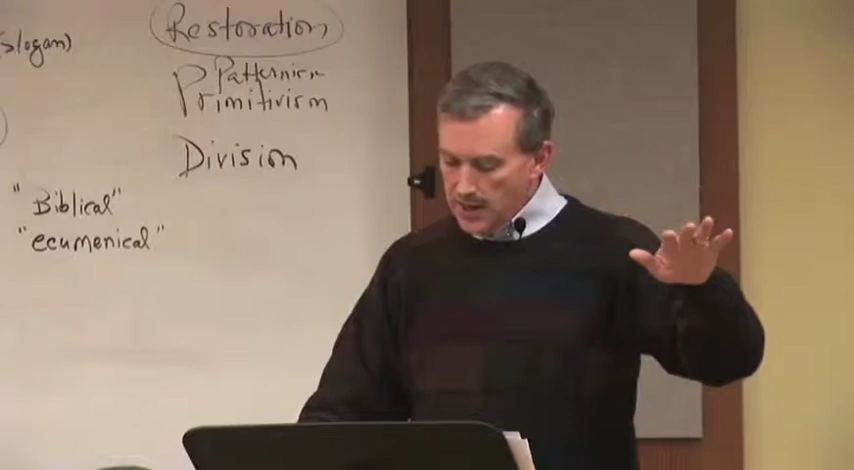 (slogan)
Restoration
Patternism
Primitivism
Division
"Biblical"
"ecumenical"